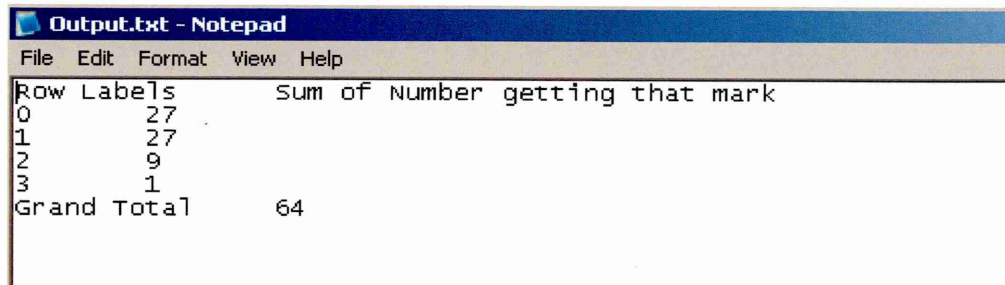 Output.txt - Notepad
File Edit Format View Help
Row Labels Sum of Number getting that mark
0 27
1 27
2 9
3 1
Grand Total 64